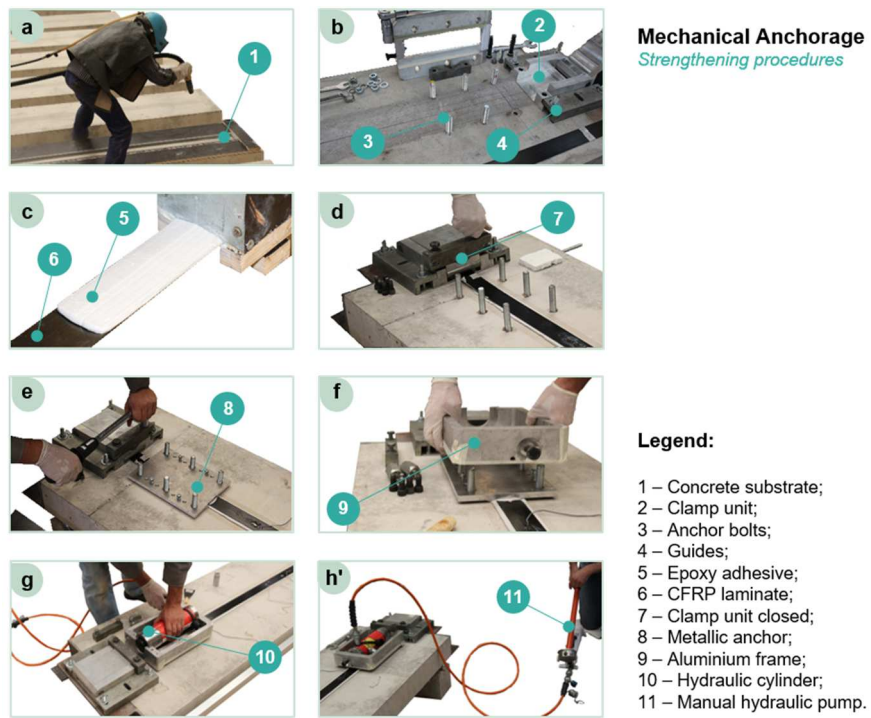 a
1
b
2
3
4
Mechanical Anchorage
Strengthening procedures
c
5
6
d
7
e
8
f
9
g
10
h'
11
Legend:
1 – Concrete substrate;
2 – Clamp unit;
3 – Anchor bolts;
4 – Guides;
5 – Epoxy adhesive;
6 – CFRP laminate;
7 – Clamp unit closed;
8 – Metallic anchor;
9 – Aluminium frame;
10 – Hydraulic cylinder;
11 – Manual hydraulic pump.